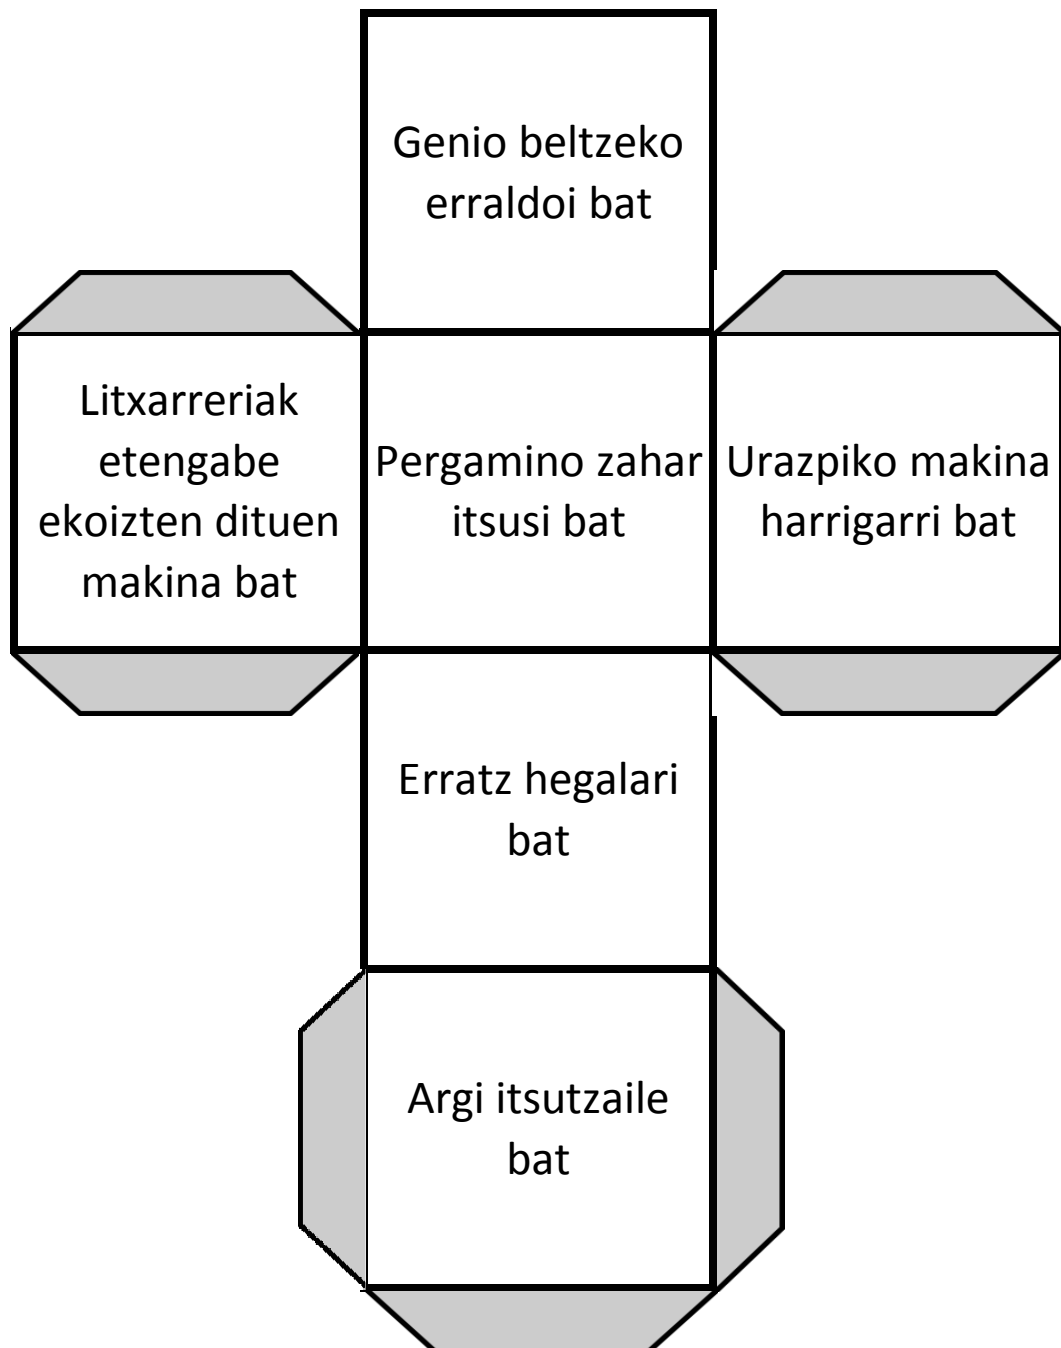 Genio beltzeko
erraldoi bat
Litxarreriak
etengabe
ekoizten dituen
makina bat
Pergamino zahar
itsusi bat
Urazpiko makina
harrigarri bat
Erratz hegalari
bat
Argi itsutzaile
bat